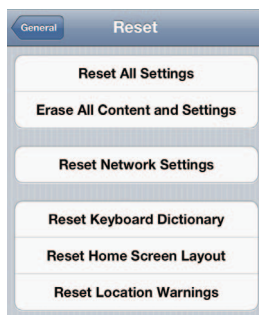 General
Reset
Reset All Settings
Erase All Content and Settings
Reset Network Settings
Reset Keyboard Dictionary
Reset Home Screen Layout
Reset Location Warnings